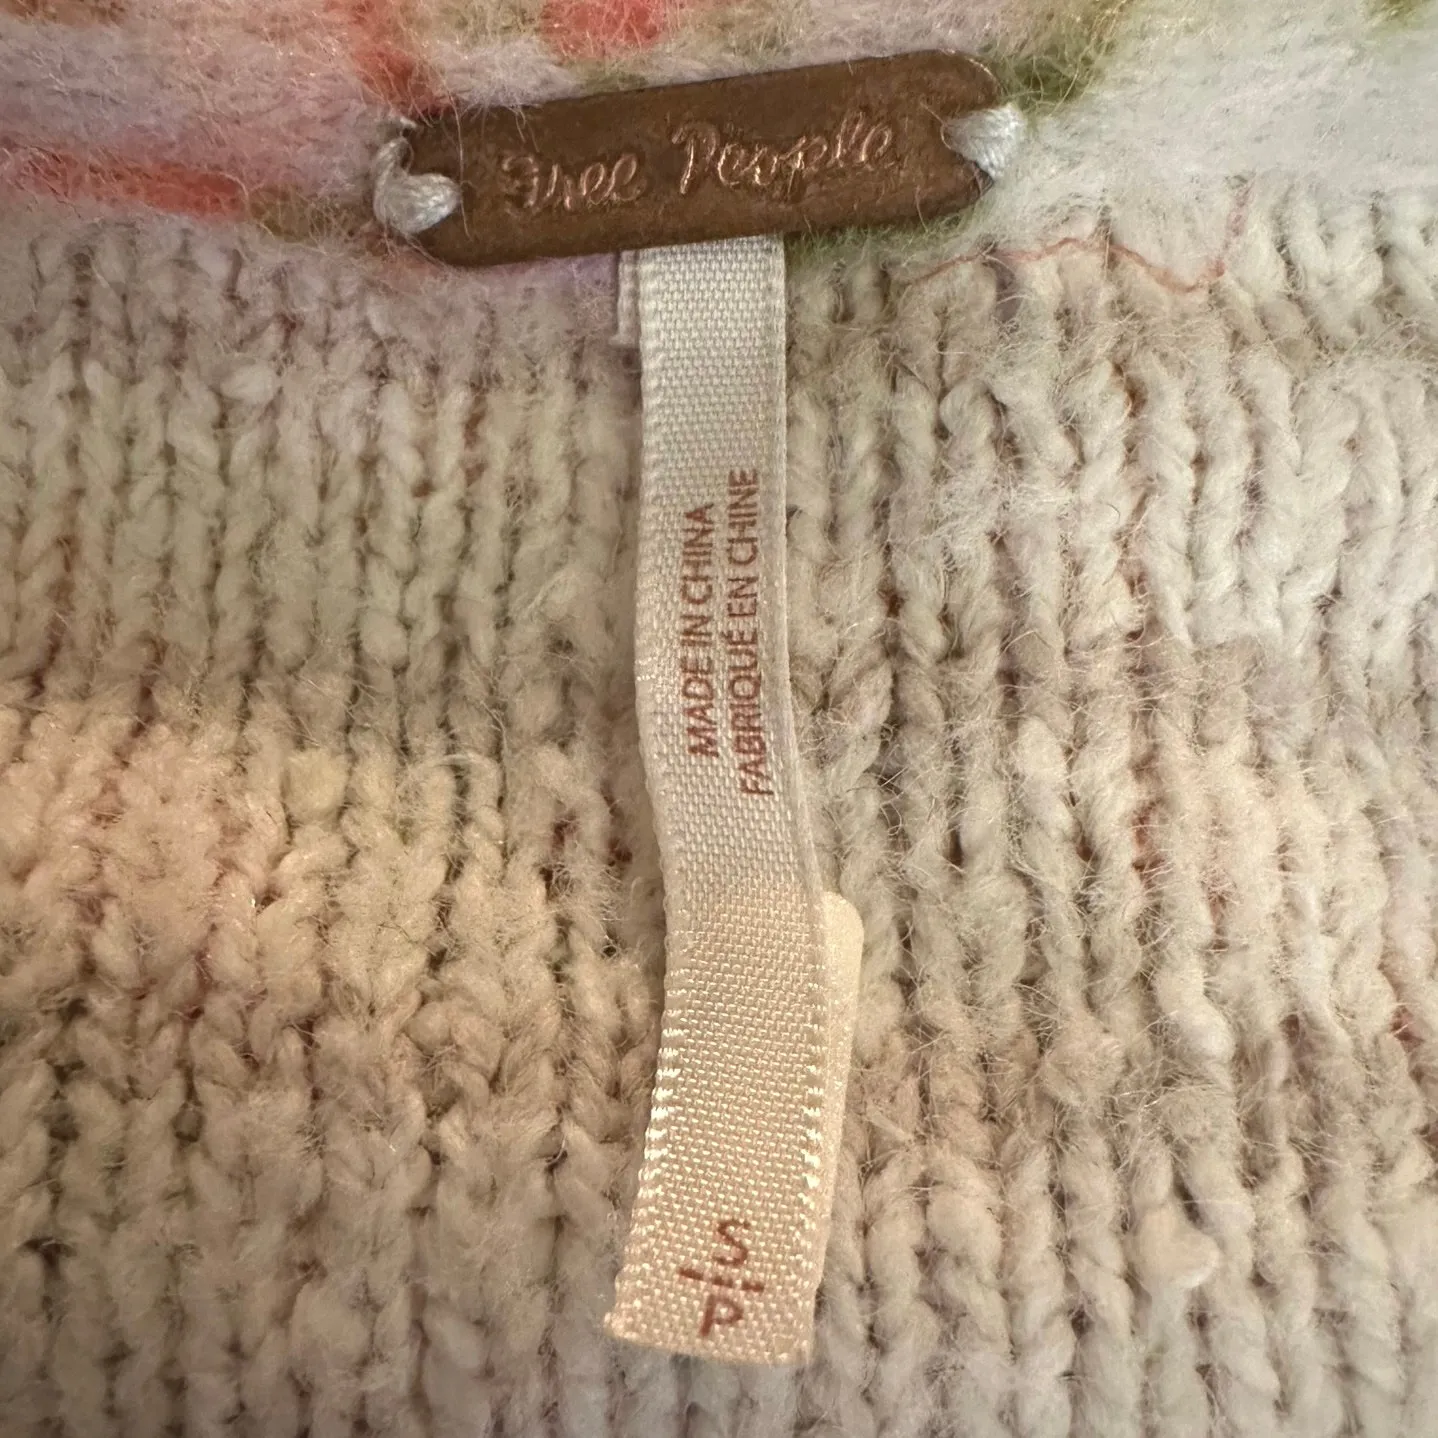 Free People
MADE IN CHINA
FABRIQUÉ EN CHINE
S/P